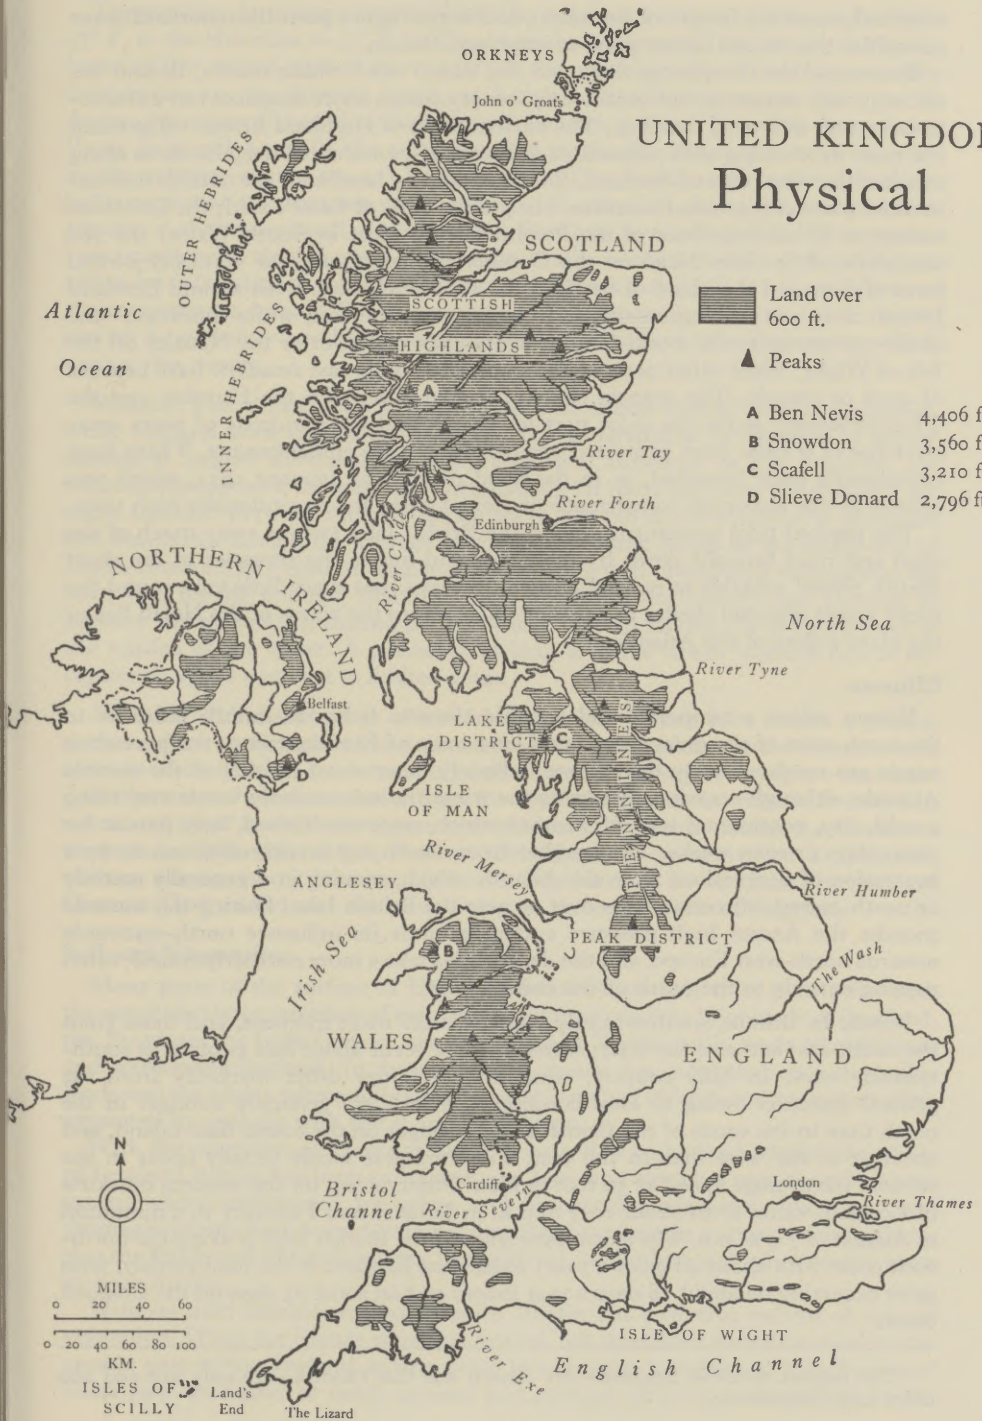 ORKNEYS
John o' Groats
UNITED KINGDOM
Physical
OUTER HEBRIDES
SCOTLAND
Land over
600 ft.
Atlantic
Ocean
SCOTTISH
HIGHLANDS
Peaks
INNER HEBRIDES
A
A Ben Nevis 4,406 f
B Snowdon 3,560 f
C Scafell 3,210 f
D Slieve Donard 2,796 f
River Tay
River Forth
Edinburgh
River Clyde
NORTHERN IRELAND
North Sea
River Tyne
Belfast
LAKE
DISTRICT
C
D
PENNINES
ISLE
OF MAN
River Mersey
ANGLESEY
River Humber
PEAK DISTRICT
B
Irish Sea
The Wash
WALES
ENGLAND
N
Cardiff
London
Bristol
Channel
River Severn
River Thames
MILES
0 20 40 60
0 20 40 60 80 100
KM.
ISLE OF WIGHT
River Exe
English Channel
ISLES OF
SCILLY
Land's
End
The Lizard